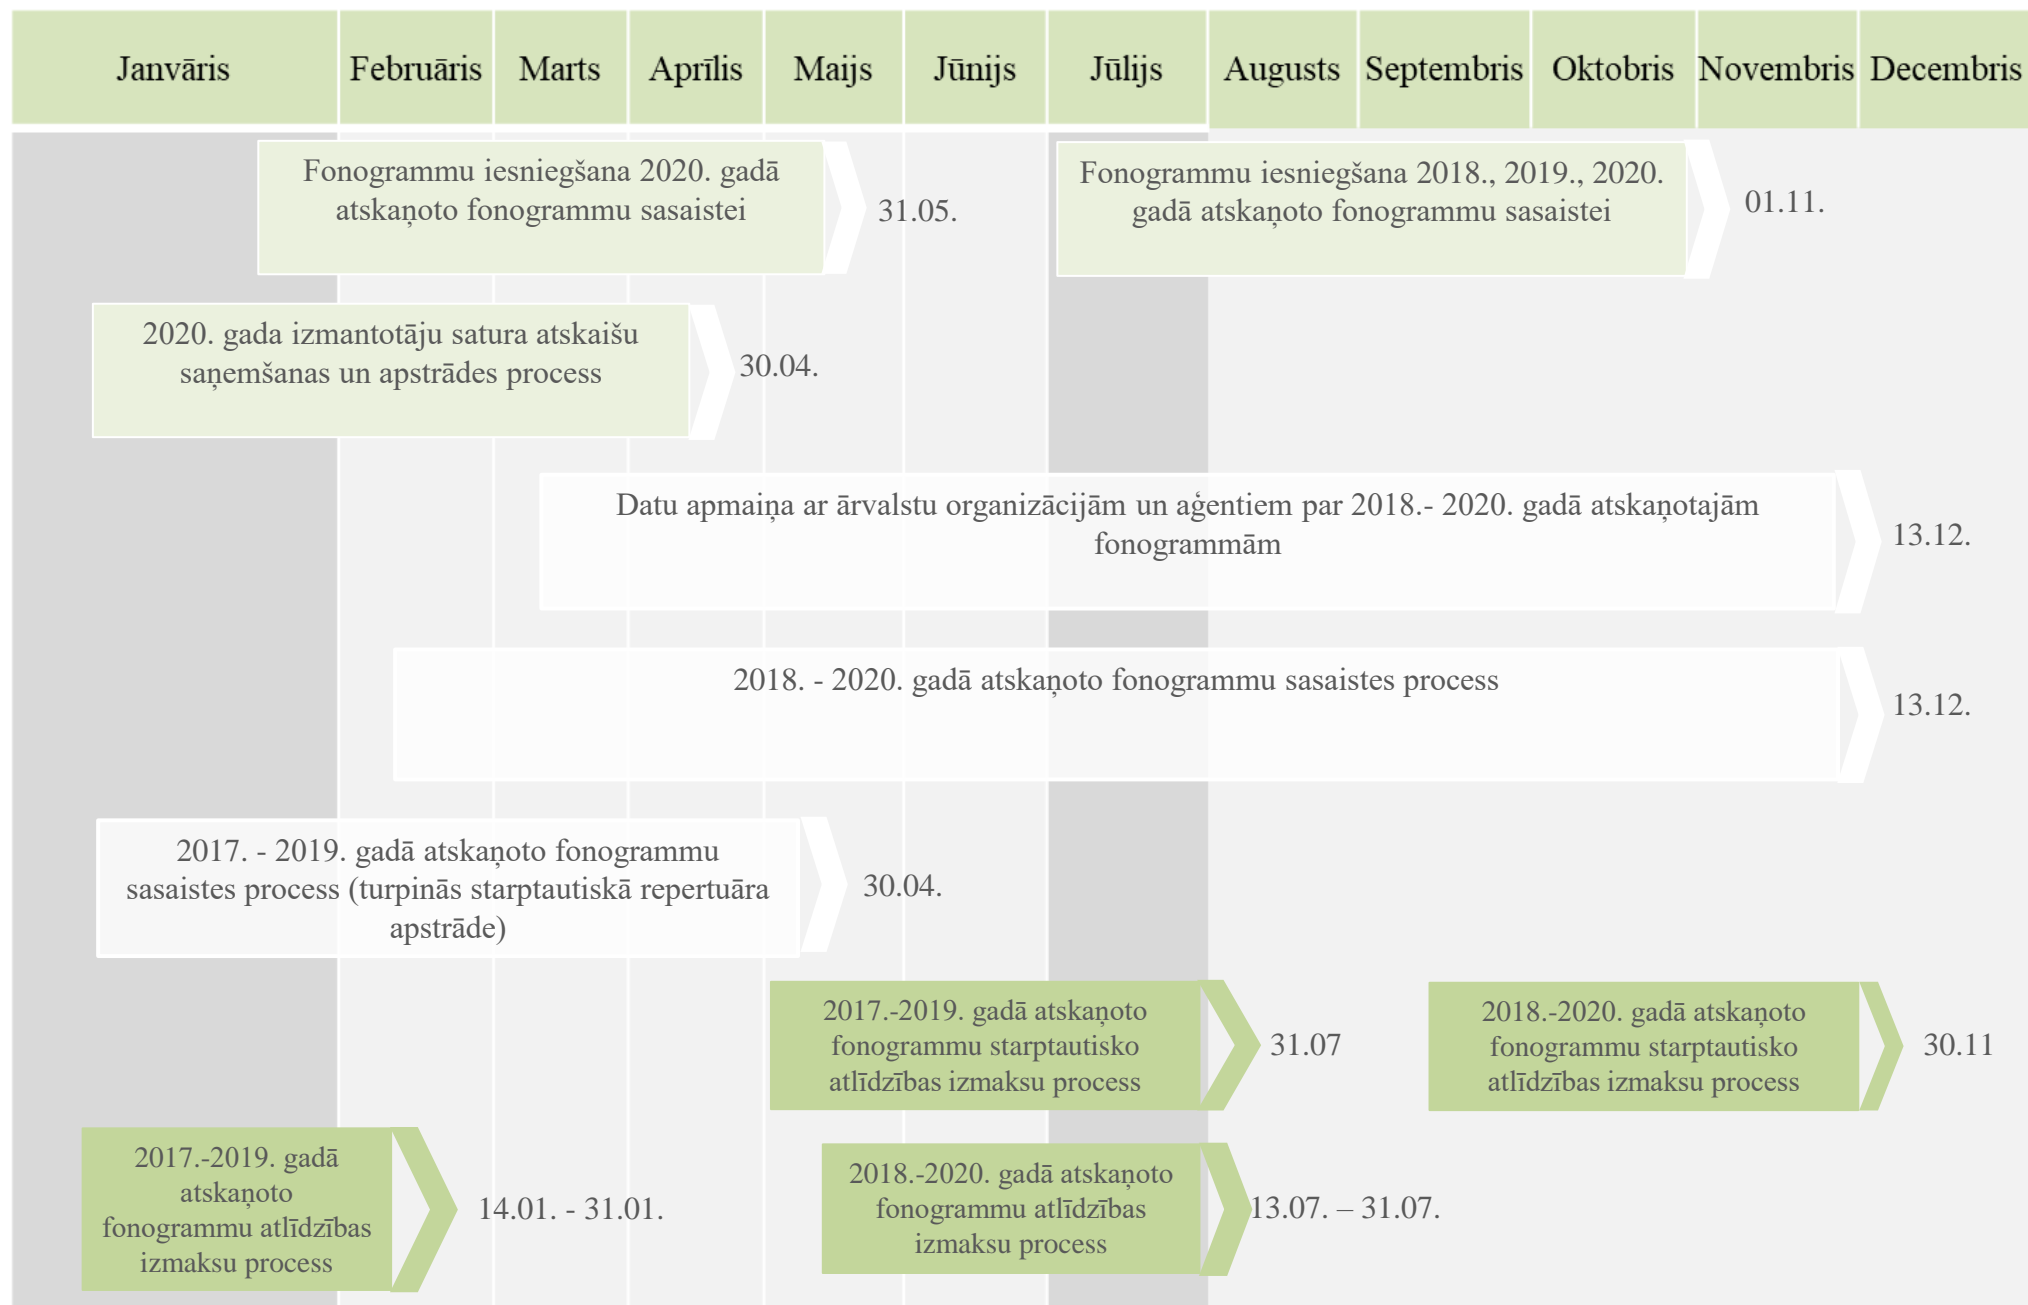 Janvāris Februāris Marts Aprīlis Maijs Jūnijs Jūlijs Augusts Septembris Oktobris Novembris Decembris
Fonogrammu iesniegšana 2020. gadā
atskaņoto fonogrammu sasaistei
31.05.
Fonogrammu iesniegšana 2018., 2019., 2020.
gadā atskaņoto fonogrammu sasaistei
01.11.
2020. gada izmantotāju satura atskaišu
saņemšanas un apstrādes process
30.04.
Datu apmaiņa ar ārvalstu organizācijām un aģentiem par 2018.- 2020. gadā atskaņotajām
fonogrammām
13.12.
2018. - 2020. gadā atskaņoto fonogrammu sasaistes process
13.12.
2017. - 2019. gadā atskaņoto fonogrammu
sasaistes process (turpinās starptautiskā repertuāra
apstrāde)
30.04.
2017.-2019. gadā atskaņoto
fonogrammu starptautisko
atlīdzības izmaksu process
31.07
2018.-2020. gadā atskaņoto
fonogrammu starptautisko
atlīdzības izmaksu process
30.11
2017.-2019. gadā
atskaņoto
fonogrammu atlīdzības
izmaksu process
14.01. - 31.01.
2018.-2020. gadā atskaņoto
fonogrammu atlīdzības
izmaksu process
13.07. – 31.07.